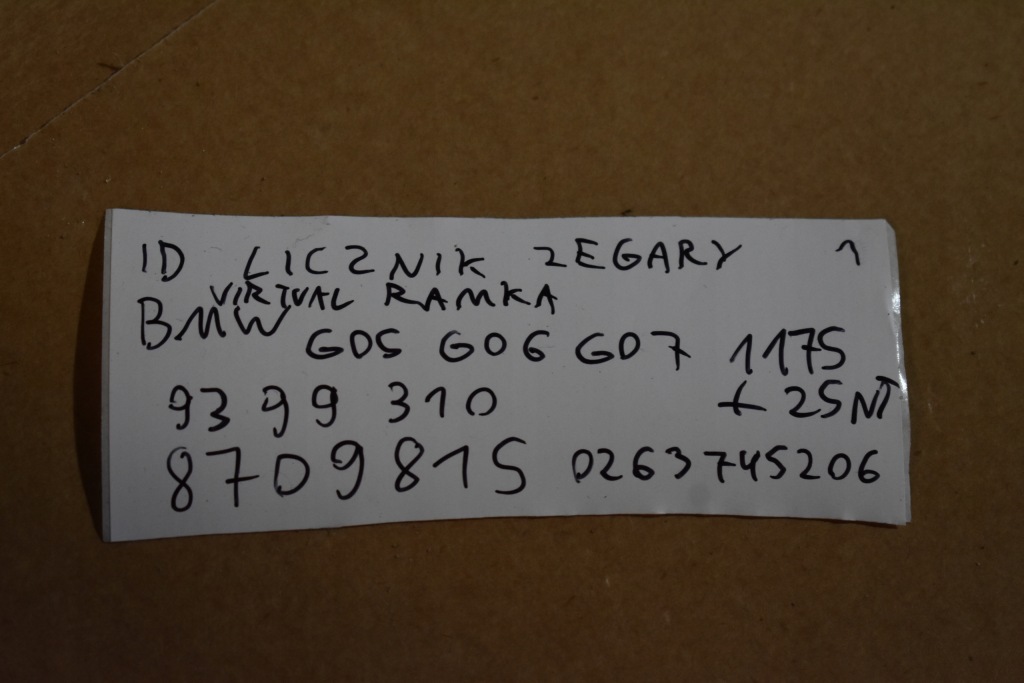 ID LICZNIK ZEGARY 1
VIRTUAL RAMKA
BMW G05 G06 G07 1175
9399 310 + 25NT
8709815 0263745206